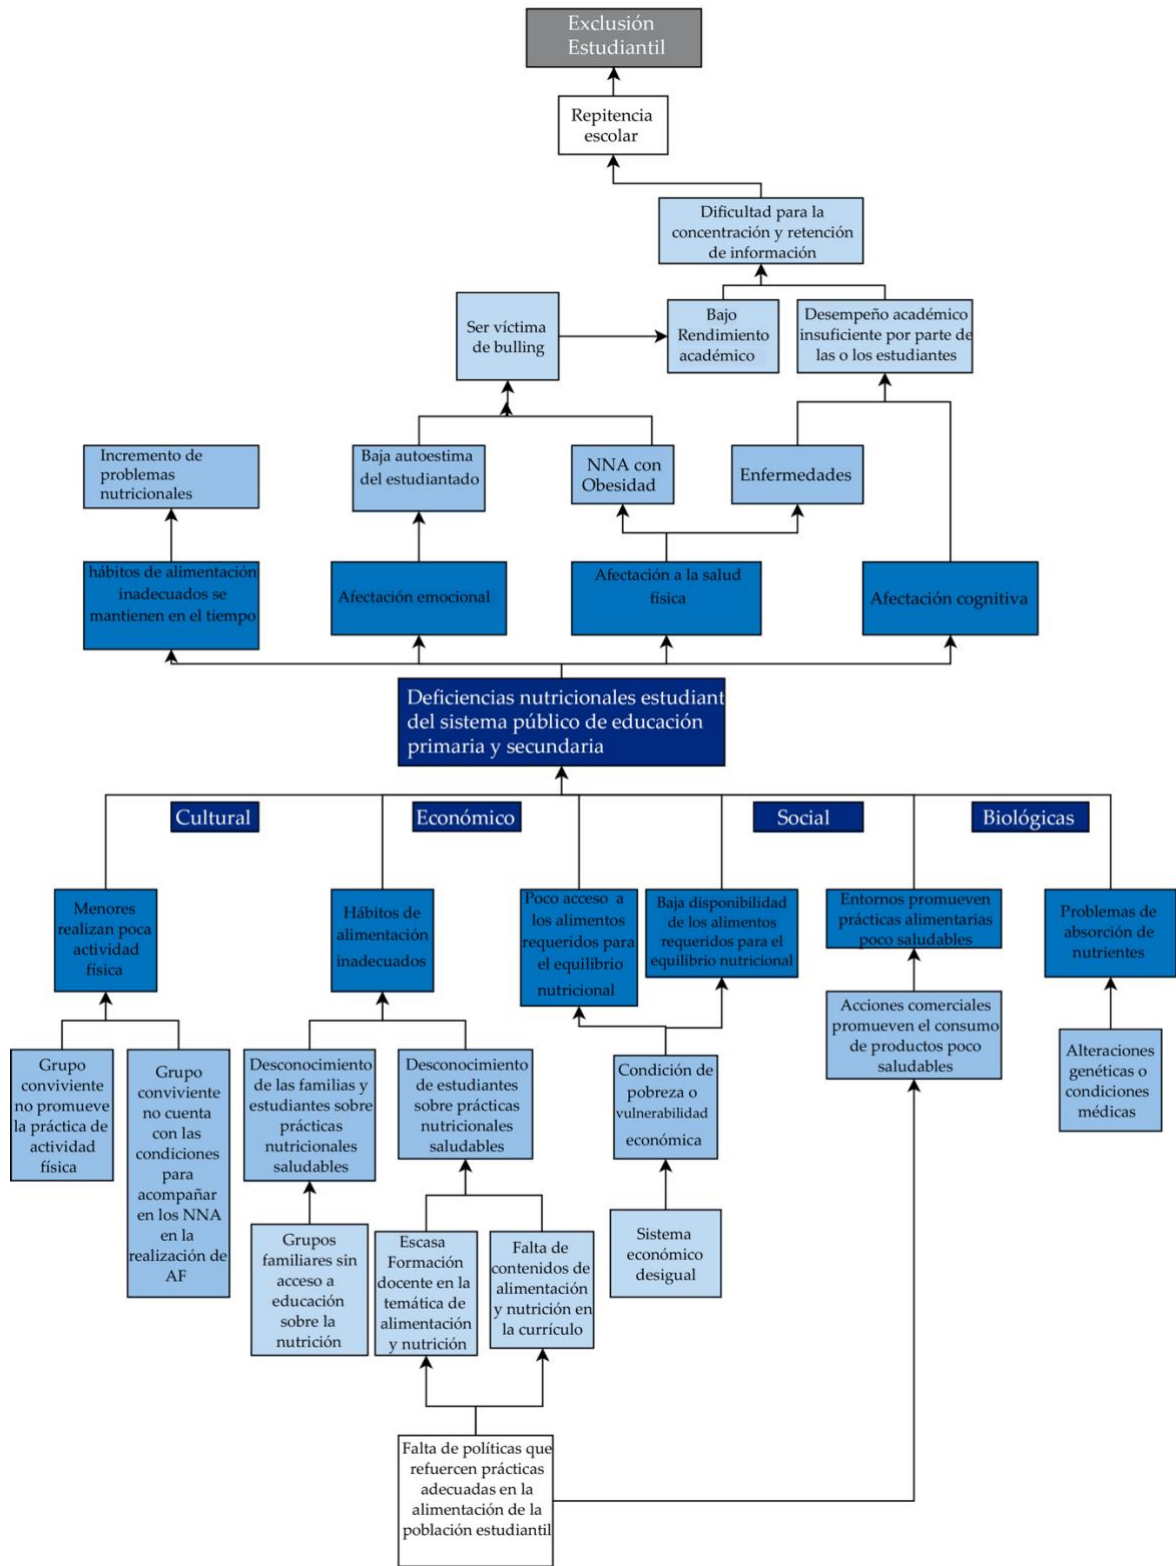 Exclusión
Estudiantil
Repitencia
escolar
Dificultad para la
concentración y retención
de información
Ser víctima
de bulling
Bajo
Rendimiento
académico
Desempeño académico
insuficiente por parte de
las o los estudiantes
Incremento de
problemas
nutricionales
Baja autoestima
del estudiantado
NNA con
Obesidad
Enfermedades
hábitos de alimentación
inadecuados se
mantienen en el tiempo
Afectación emocional
Afectación a la salud
física
Afectación cognitiva
Deficiencias nutricionales estudiant
del sistema público de educación
primaria y secundaria
Cultural
Económico
Social
Biológicas
Menores
realizan poca
actividad
física
Hábitos de
alimentación
inadecuados
Poco acceso a
los alimentos
requeridos para
el equilibrio
nutricional
Baja disponibilidad
de los alimentos
requeridos para el
equilibrio nutricional
Entornos promueven
prácticas alimentarias
poco saludables
Problemas de
absorción de
nutrientes
Grupo
conviviente
no promueve
la práctica de
actividad
física
Grupo
conviviente
no cuenta
con las
condiciones
para
acompañar
en los NNA
en la
realización de
AF
Desconocimiento
de las familias y
estudiantes sobre
prácticas
nutricionales
saludables
Desconocimiento
de estudiantes
sobre prácticas
nutricionales
saludables
Condición de
pobreza o
vulnerabilidad
económica
Acciones comerciales
promueven el consumo
de productos poco
saludables
Alteraciones
genéticas o
condiciones
médicas
Grupos
familiares sin
acceso a
educación
sobre la
nutrición
Escasa
Formación
docente en la
temática de
alimentación
y nutrición
Falta de
contenidos de
alimentación
y nutrición en
la currículo
Sistema
económico
desigual
Falta de políticas que
refuercen prácticas
adecuadas en la
alimentación de la
población estudiantil